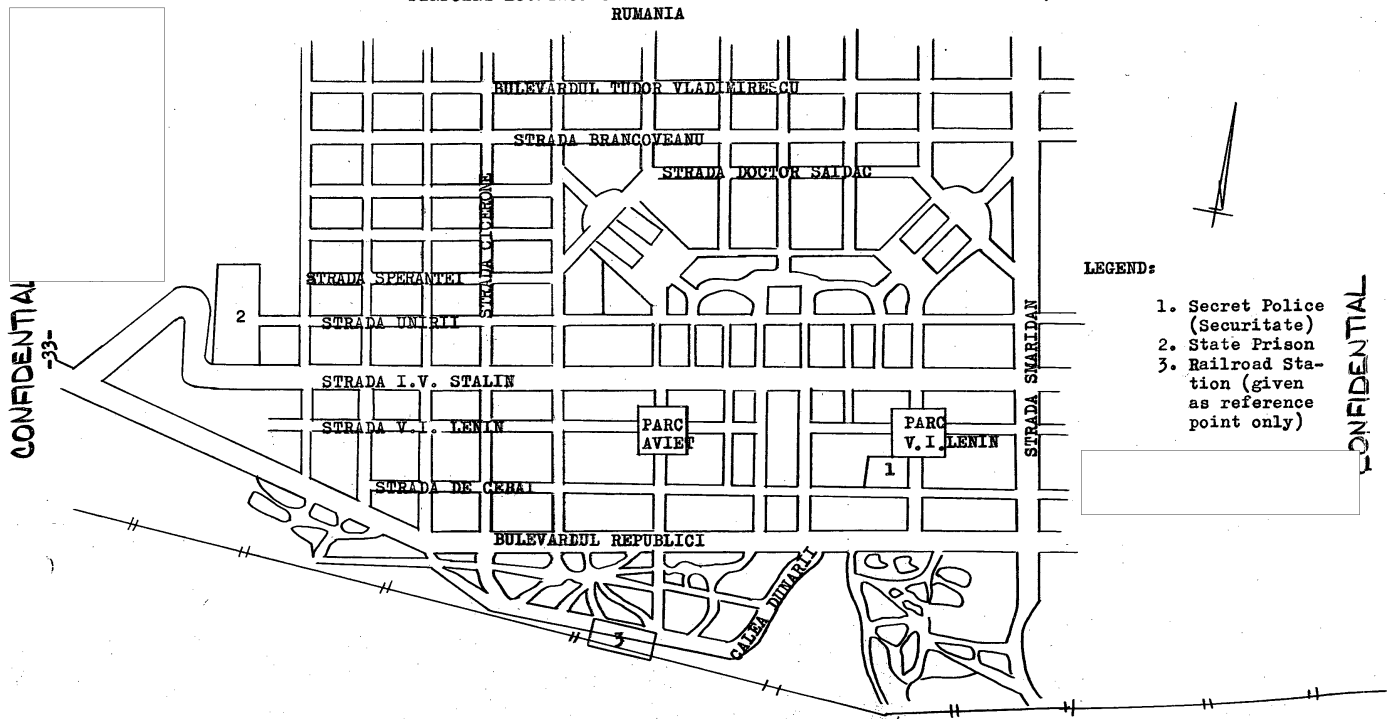 RUMANIA
BULEVARDUL TUDOR VLADIMIRESCU
STRADA BRANCOVEANU
STRADA DOCTOR SAIDAC
STRADA CICERONE
STRADA SPERANTEI
STRADA UNIRII
STRADA I.V. STALIN
STRADA V.I. LENIN
STRADA DE CEBAI
BULEVARDUL REPUBLICI
CALEA DUNARII
STRADA SMARIDAN
PARC
AVIET
PARC
V.I. LENIN
1
2
3
LEGEND:
1. Secret Police
(Securitate)
2. State Prison
3. Railroad Sta-
tion (given
as reference
point only)
CONFIDENTIAL
-33-
CONFIDENTIAL